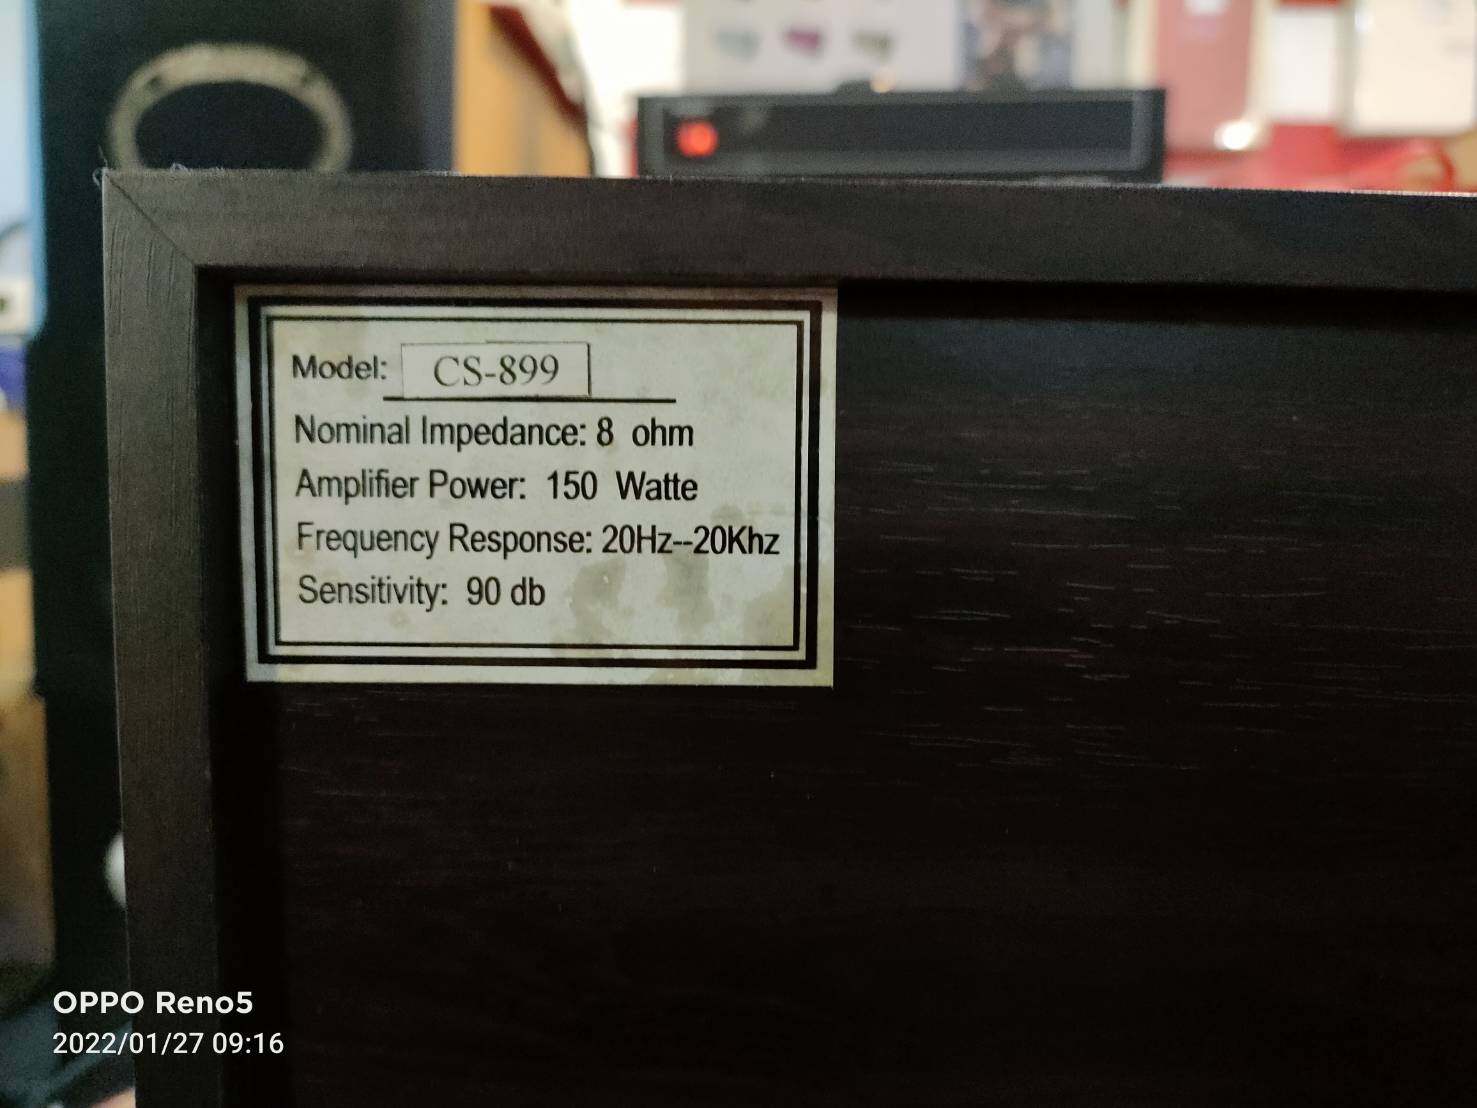 Model: CS-899
Nominal Impedance: 8 ohm
Amplifier Power: 150 Watte
Frequency Response: 20Hz--20Khz
Sensitivity: 90 db
OPPO Reno5
2022/01/27 09:16